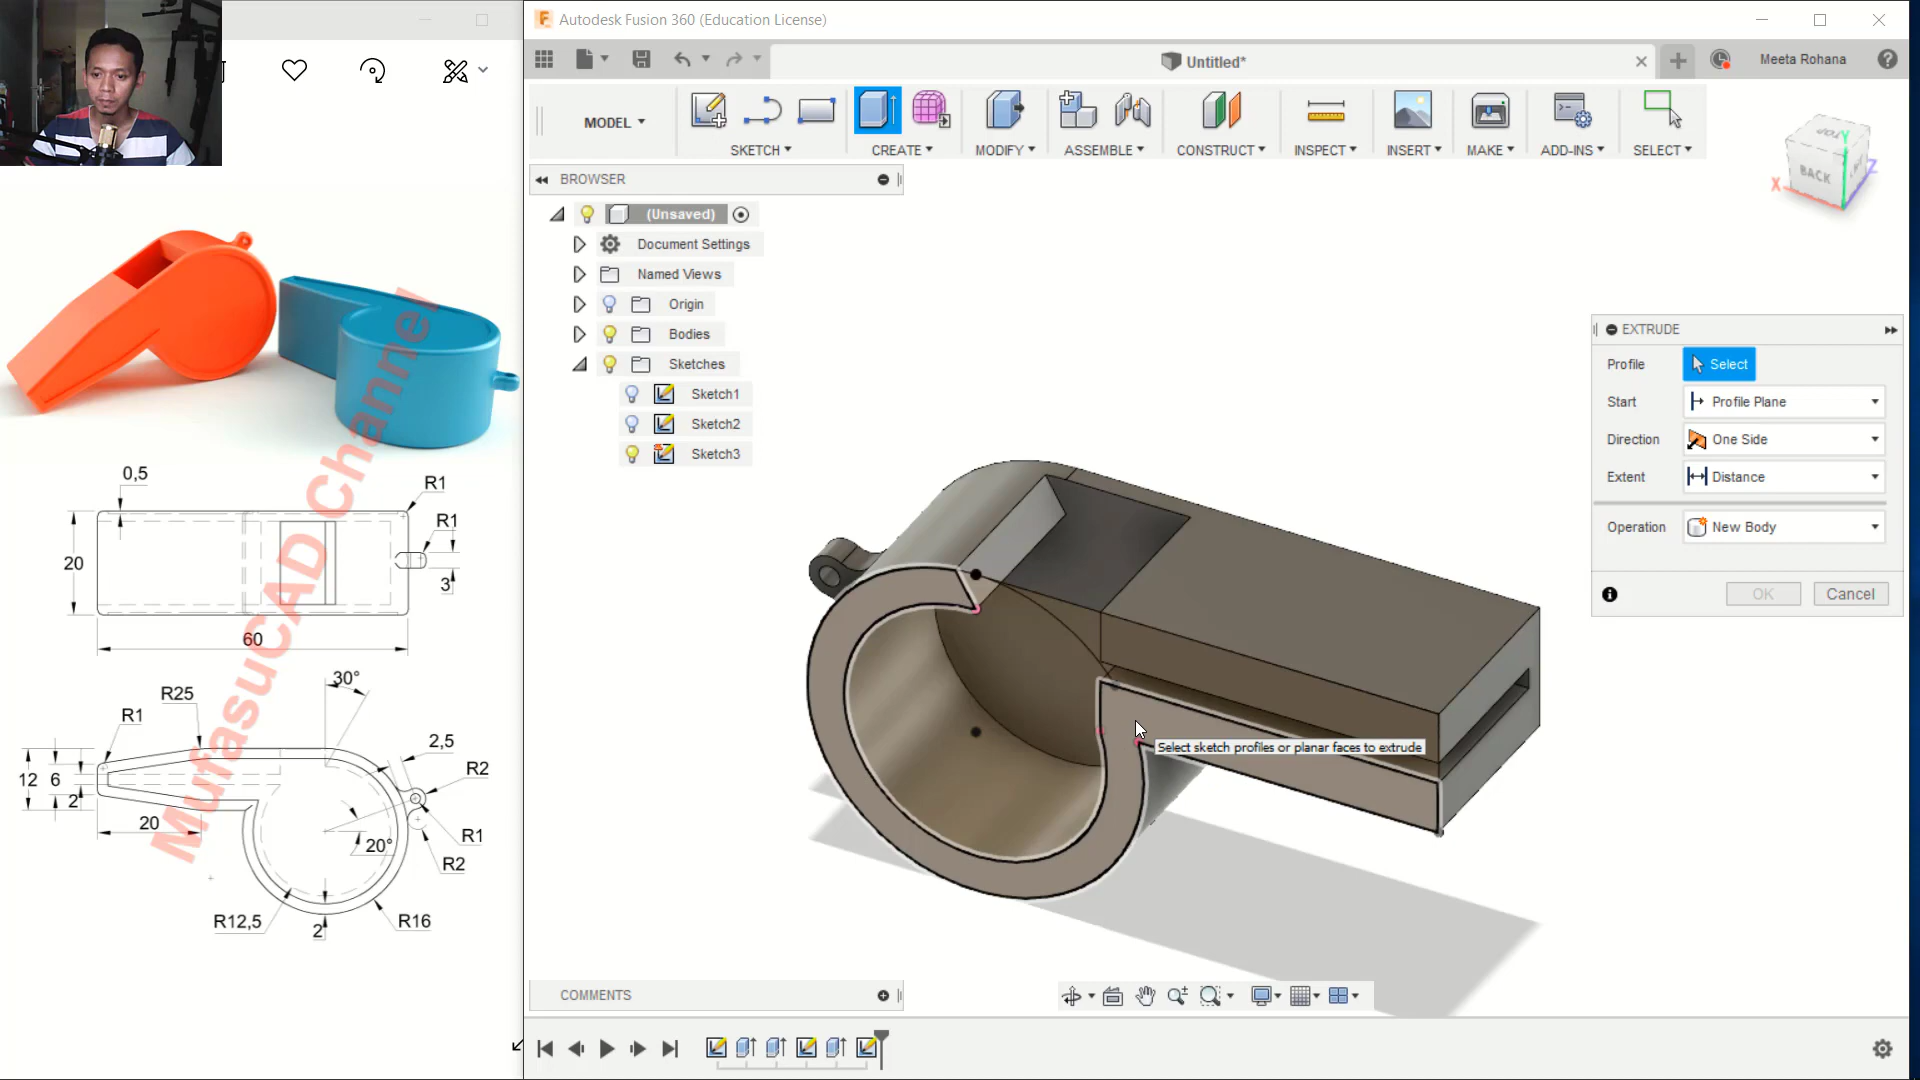 Autodesk Fusion 360 (Education License)
Untitled*
Meeta Rohana
MODEL
SKETCH
CREATE
MODIFY
ASSEMBLE
CONSTRUCT
INSPECT
INSERT
MAKE
ADD-INS
SELECT
TOP
BACK
X
Y
Z
BROWSER
(Unsaved)
Document Settings
Named Views
Origin
Bodies
Sketches
Sketch1
Sketch2
Sketch3
EXTRUDE
Profile
Select
Start
Profile Plane
Direction
One Side
Extent
Distance
Operation
New Body
OK
Cancel
Select sketch profiles or planar faces to extrude
COMMENTS
MufasuCAD Channel
0,5
R1
R1
20
3
60
30°
R25
R1
2,5
R2
12
6
2
20
R1
20°
R2
R12,5
2
R16